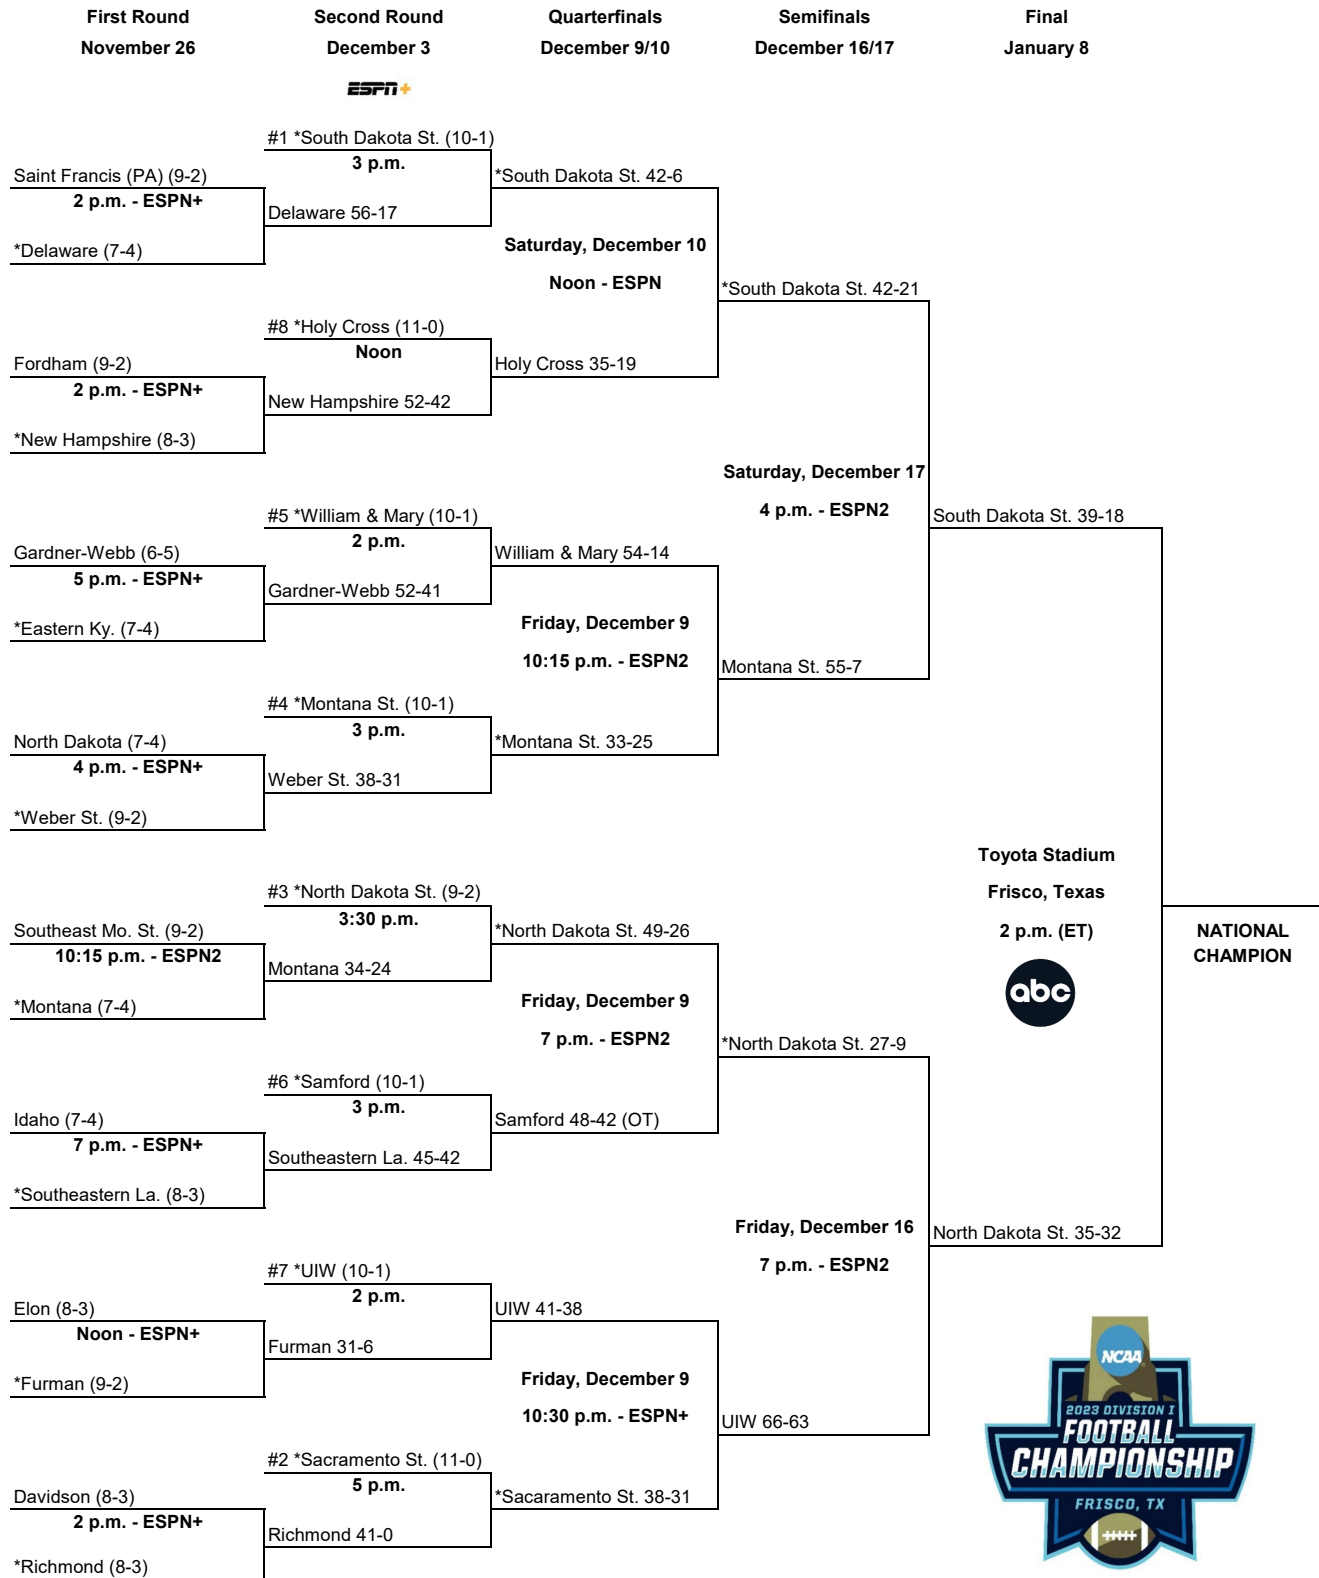 First Round
November 26
Second Round
December 3
Quarterfinals
December 9/10
Semifinals
December 16/17
Final
January 8
ESPN+
Saint Francis (PA) (9-2)
2 p.m. - ESPN+
*Delaware (7-4)
Fordham (9-2)
2 p.m. - ESPN+
*New Hampshire (8-3)
Gardner-Webb (6-5)
5 p.m. - ESPN+
*Eastern Ky. (7-4)
North Dakota (7-4)
4 p.m. - ESPN+
*Weber St. (9-2)
Southeast Mo. St. (9-2)
10:15 p.m. - ESPN2
*Montana (7-4)
Idaho (7-4)
7 p.m. - ESPN+
*Southeastern La. (8-3)
Elon (8-3)
Noon - ESPN+
*Furman (9-2)
Davidson (8-3)
2 p.m. - ESPN+
*Richmond (8-3)
#1 *South Dakota St. (10-1)
3 p.m.
Delaware 56-17
#8 *Holy Cross (11-0)
Noon
New Hampshire 52-42
#5 *William & Mary (10-1)
2 p.m.
Gardner-Webb 52-41
#4 *Montana St. (10-1)
3 p.m.
Weber St. 38-31
#3 *North Dakota St. (9-2)
3:30 p.m.
Montana 34-24
#6 *Samford (10-1)
3 p.m.
Southeastern La. 45-42
#7 *UIW (10-1)
2 p.m.
Furman 31-6
#2 *Sacramento St. (11-0)
5 p.m.
Richmond 41-0
*South Dakota St. 42-6
Saturday, December 10
Noon - ESPN
Holy Cross 35-19
William & Mary 54-14
Friday, December 9
10:15 p.m. - ESPN2
*Montana St. 33-25
*North Dakota St. 49-26
Friday, December 9
7 p.m. - ESPN2
Samford 48-42 (OT)
UIW 41-38
Friday, December 9
10:30 p.m. - ESPN+
*Sacaramento St. 38-31
*South Dakota St. 42-21
Saturday, December 17
4 p.m. - ESPN2
Montana St. 55-7
*North Dakota St. 27-9
Friday, December 16
7 p.m. - ESPN2
UIW 66-63
South Dakota St. 39-18
Toyota Stadium
Frisco, Texas
2 p.m. (ET)
abc
North Dakota St. 35-32
NATIONAL
CHAMPION
NCAA
2023 DIVISION I
FOOTBALL
CHAMPIONSHIP
FRISCO, TX